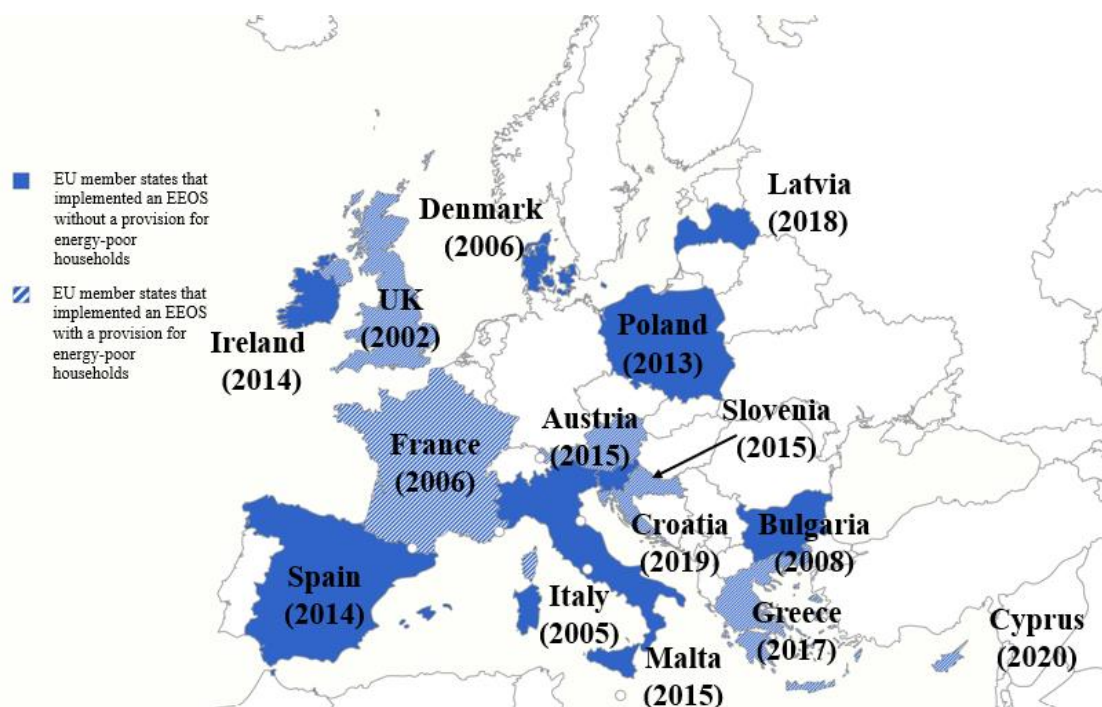 EU member states that
implemented an EEOS
without a provision for
energy-poor
households
EU member states that
implemented an EEOS
with a provision for
energy-poor
households
Latvia
(2018)
Denmark
(2006)
UK
(2002)
Ireland
(2014)
Poland
(2013)
Slovenia
(2015)
Austria
(2015)
France
(2006)
Croatia
(2019)
Bulgaria
(2008)
Spain
(2014)
Italy
(2005)
Greece
(2017)
Cyprus
(2020)
Malta
(2015)